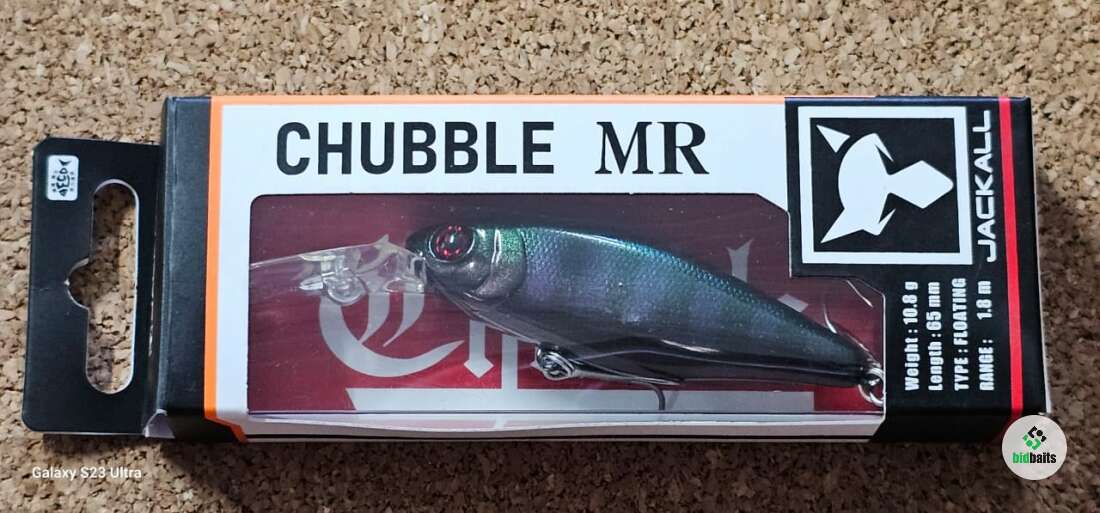 CHUBBLE MR
JACKALL
Weight : 10.8 g
Length : 65 mm
TYPE : FLOATING
RANGE : 1.8 m
Galaxy S23 Ultra
bidbaits